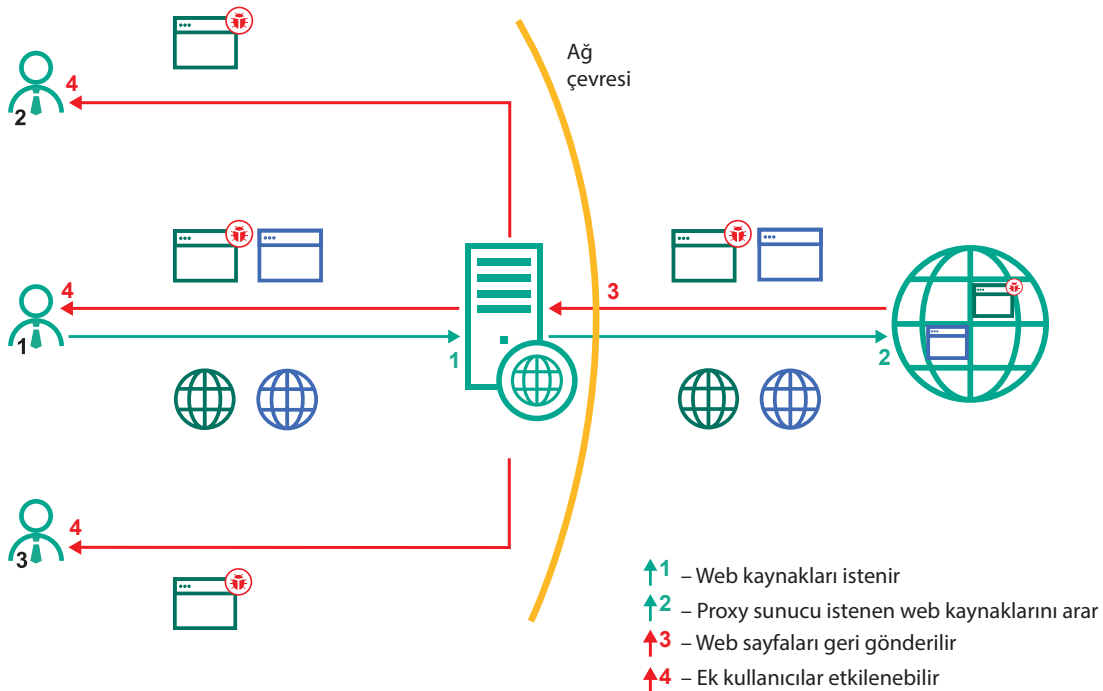 Ağ
çevresi
4
2
4
3
1
1
2
4
3
1 – Web kaynakları istenir
2 – Proxy sunucu istenen web kaynaklarını arar
3 – Web sayfaları geri gönderilir
4 – Ek kullanıcılar etkilenebilir